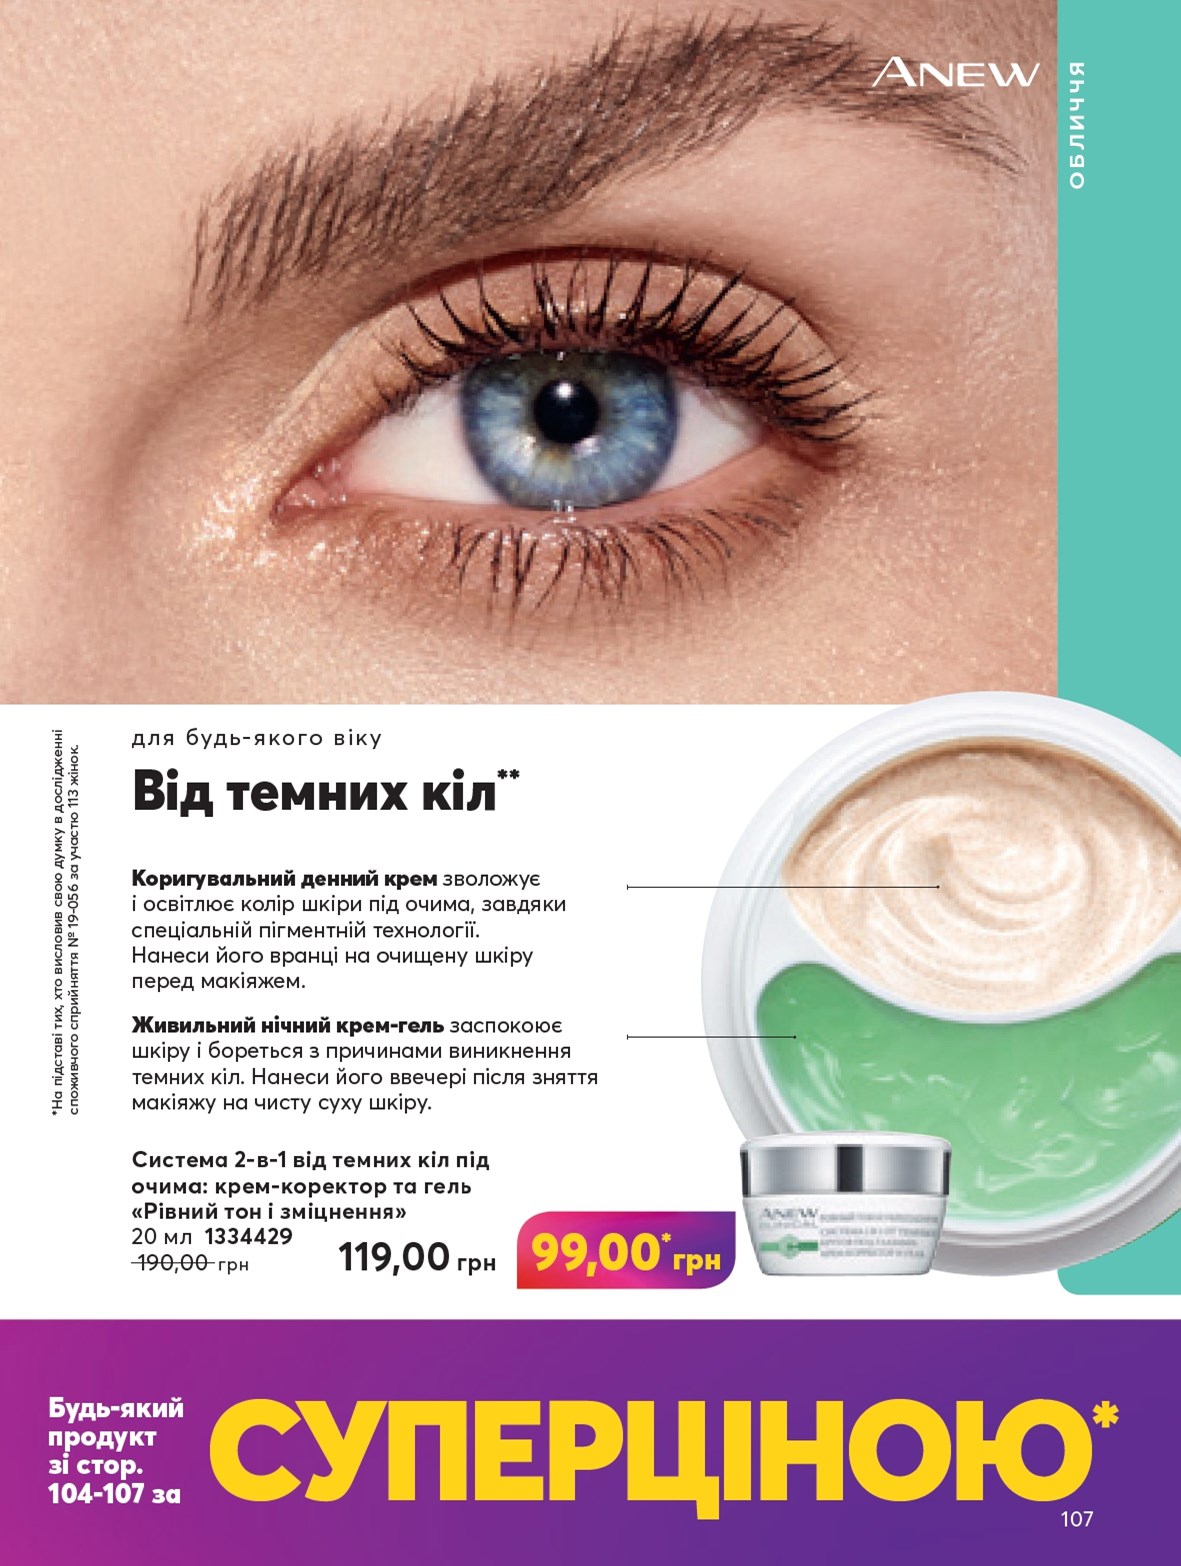 ANEW
ОБЛИЧЧЯ
для будь-якого віку
Від темних кіл**
Коригувальний денний крем зволожує
і освітлює колір шкіри під очима, завдяки
спеціальній пігментній технології.
Нанеси його вранці на очищену шкіру
перед макіяжем.
Живильний нічний крем-гель заспокоює
шкіру і бореться з причинами виникнення
темних кіл. Нанеси його ввечері після зняття
макіяжу на чисту суху шкіру.
Система 2-в-1 від темних кіл під
очима: крем-коректор та гель
«Рівний тон і зміцнення»
20 мл 1334429
190,00 грн
119,00 грн
99,00* грн
*На підставі тих, хто висловив свою думку в дослідженні
споживчого сприйняття № 19-056 за участю 113 жінок.
ANEW
CLINICAL
Будь-який
продукт
зі стор.
104-107 за
СУПЕРЦІНОЮ*
107